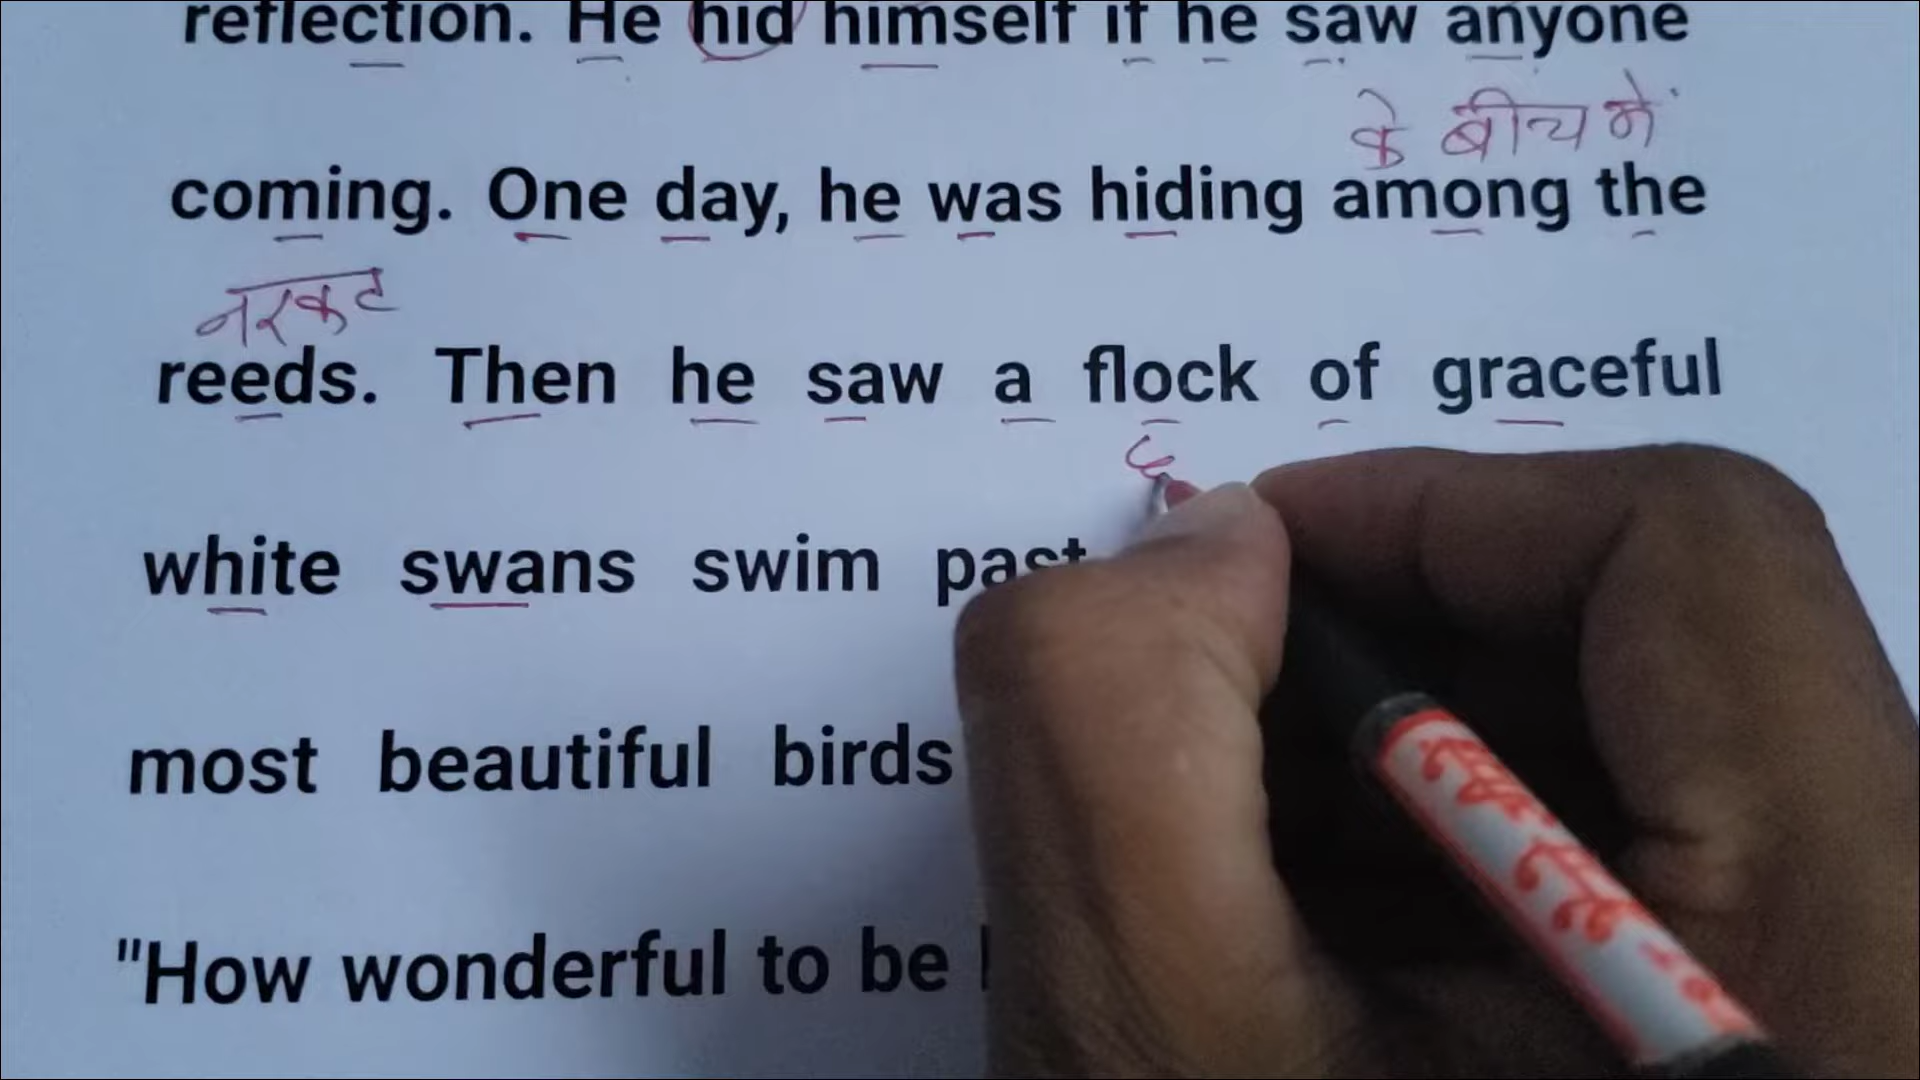 reflection. He hid himself if he saw anyone
के बीच में
coming. One day, he was hiding among the
नरकट
reeds. Then he saw a flock of graceful
white swans swim past
most beautiful birds
"How wonderful to be